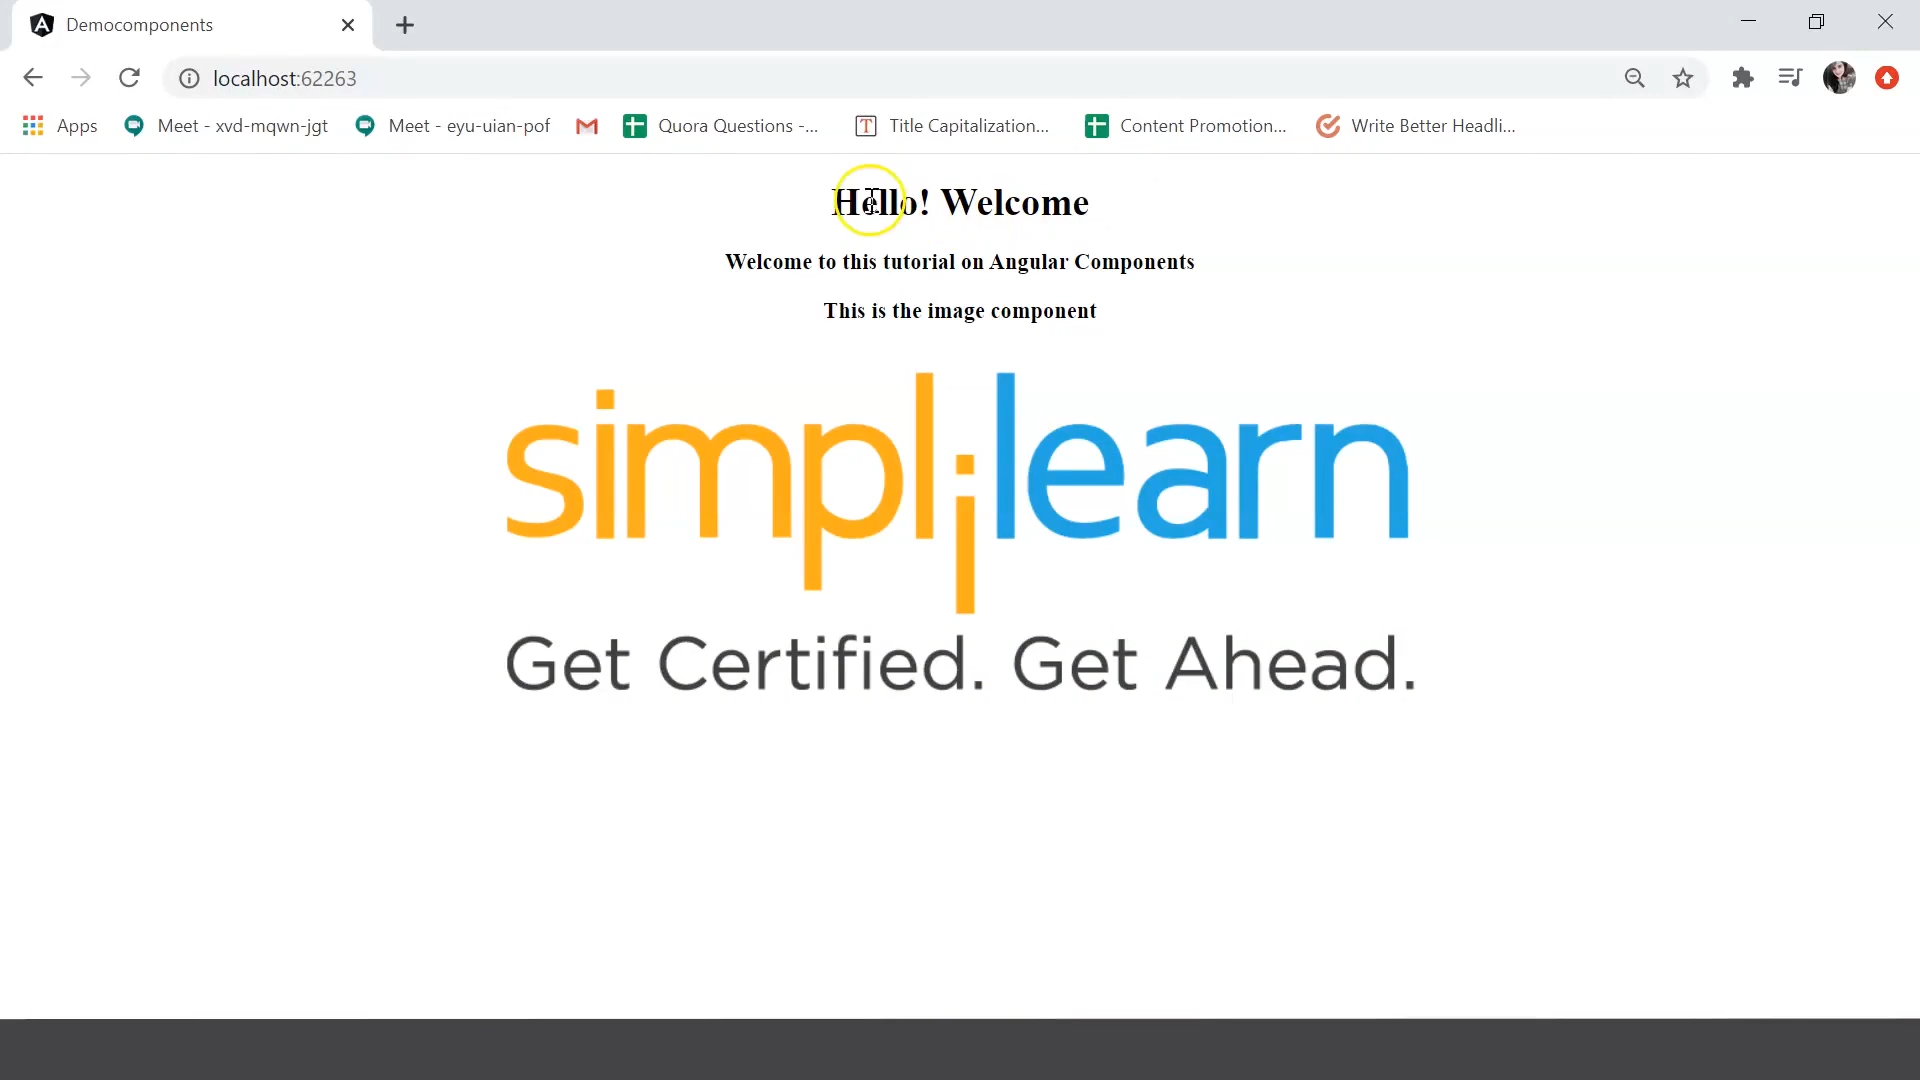 Democomponents
localhost:62263
Apps Meet - xvd-mqwn-jgt Meet - eyu-uian-pof Quora Questions -... Title Capitalization... Content Promotion... Write Better Headli...
Hello! Welcome
Welcome to this tutorial on Angular Components
This is the image component
simplilearn
Get Certified. Get Ahead.